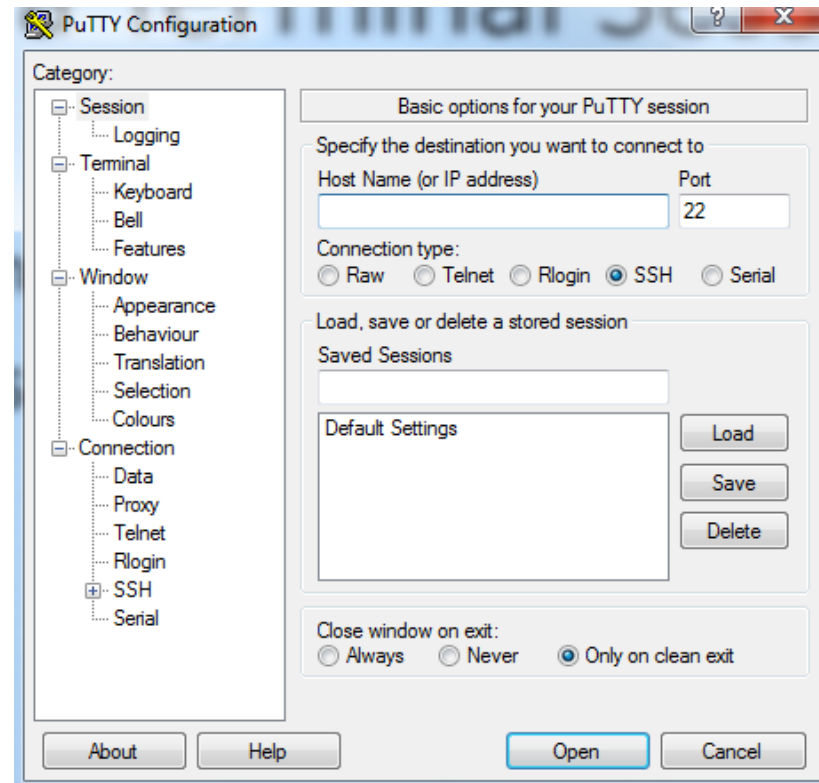 PuTTY Configuration
?
X
Category:
Session
Logging
Terminal
Keyboard
Bell
Features
Window
Appearance
Behaviour
Translation
Selection
Colours
Connection
Data
Proxy
Telnet
Rlogin
SSH
Serial
Basic options for your PuTTY session
Specify the destination you want to connect to
Host Name (or IP address) Port
22
Connection type:
Raw Telnet Rlogin SSH Serial
Load, save or delete a stored session
Saved Sessions
Default Settings
Load
Save
Delete
Close window on exit:
Always Never Only on clean exit
About Help Open Cancel